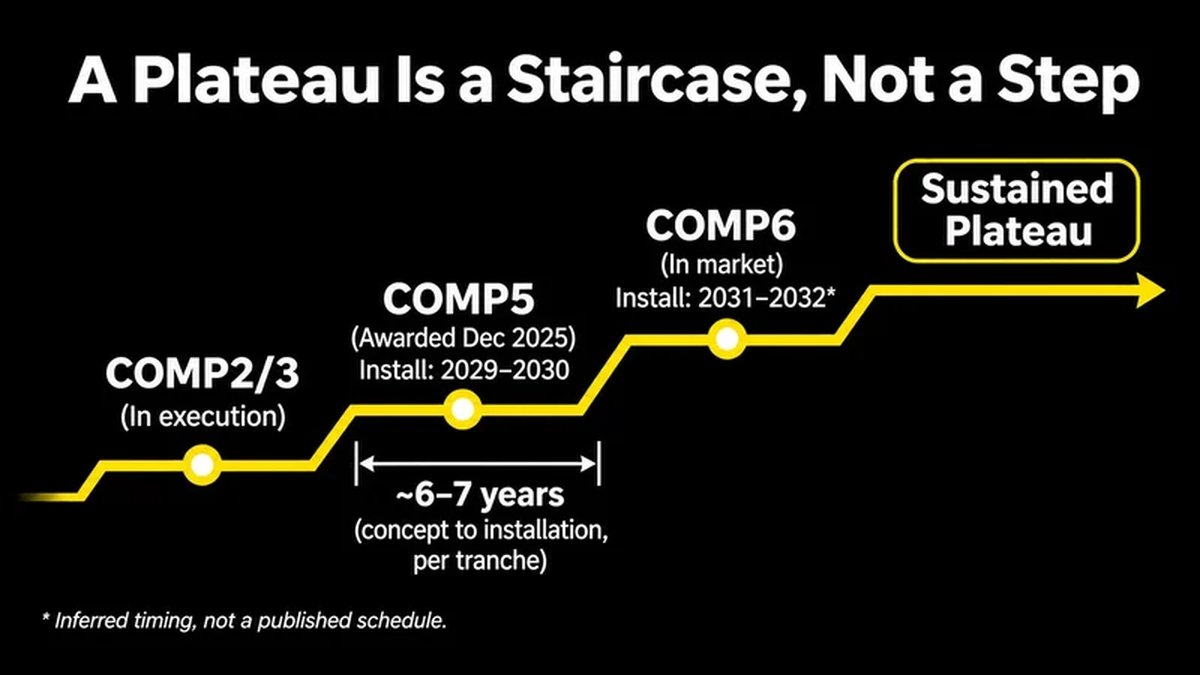 A Plateau Is a Staircase, Not a Step
Sustained
Plateau
COMP6
(In market)
Install: 2031–2032*
COMP5
(Awarded Dec 2025)
Install: 2029–2030
COMP2/3
(In execution)
~6–7 years
(concept to installation,
per tranche)
* Inferred timing, not a published schedule.